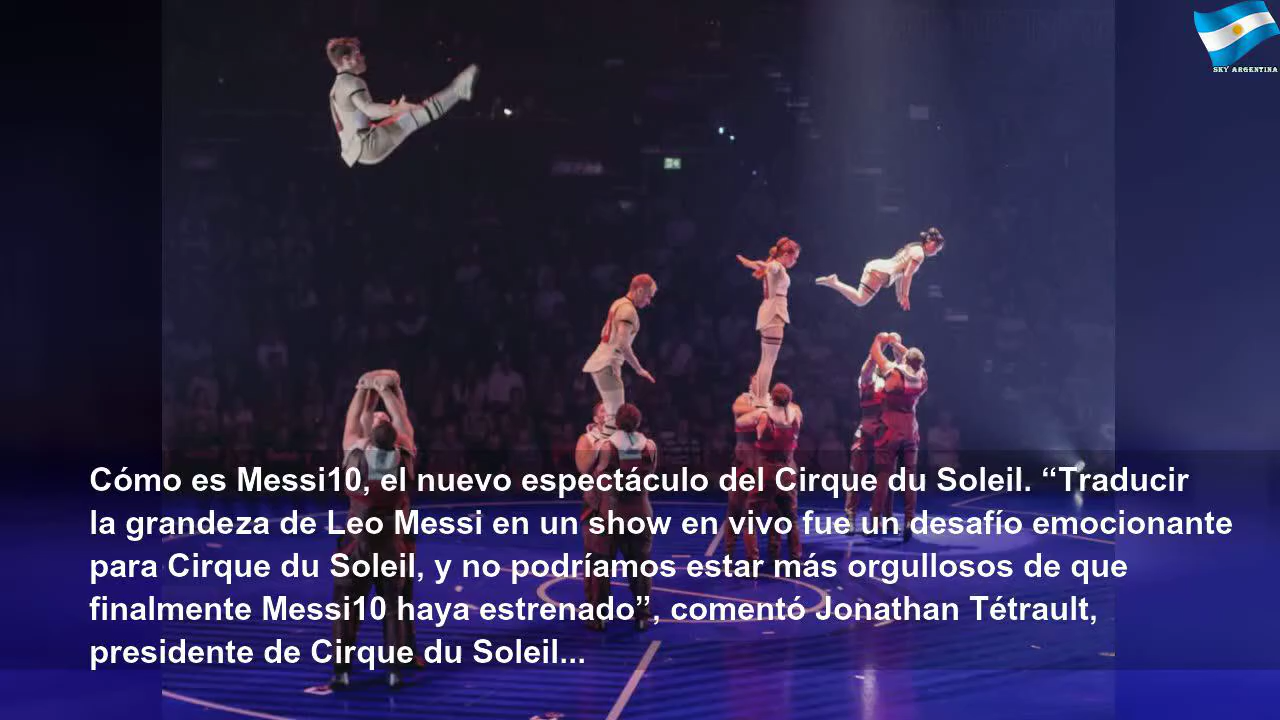 SKY ARGENTINA
Cómo es Messi10, el nuevo espectáculo del Cirque du Soleil. “Traducir
la grandeza de Leo Messi en un show en vivo fue un desafío emocionante
para Cirque du Soleil, y no podríamos estar más orgullosos de que
finalmente Messi10 haya estrenado”, comentó Jonathan Tétrault,
presidente de Cirque du Soleil...